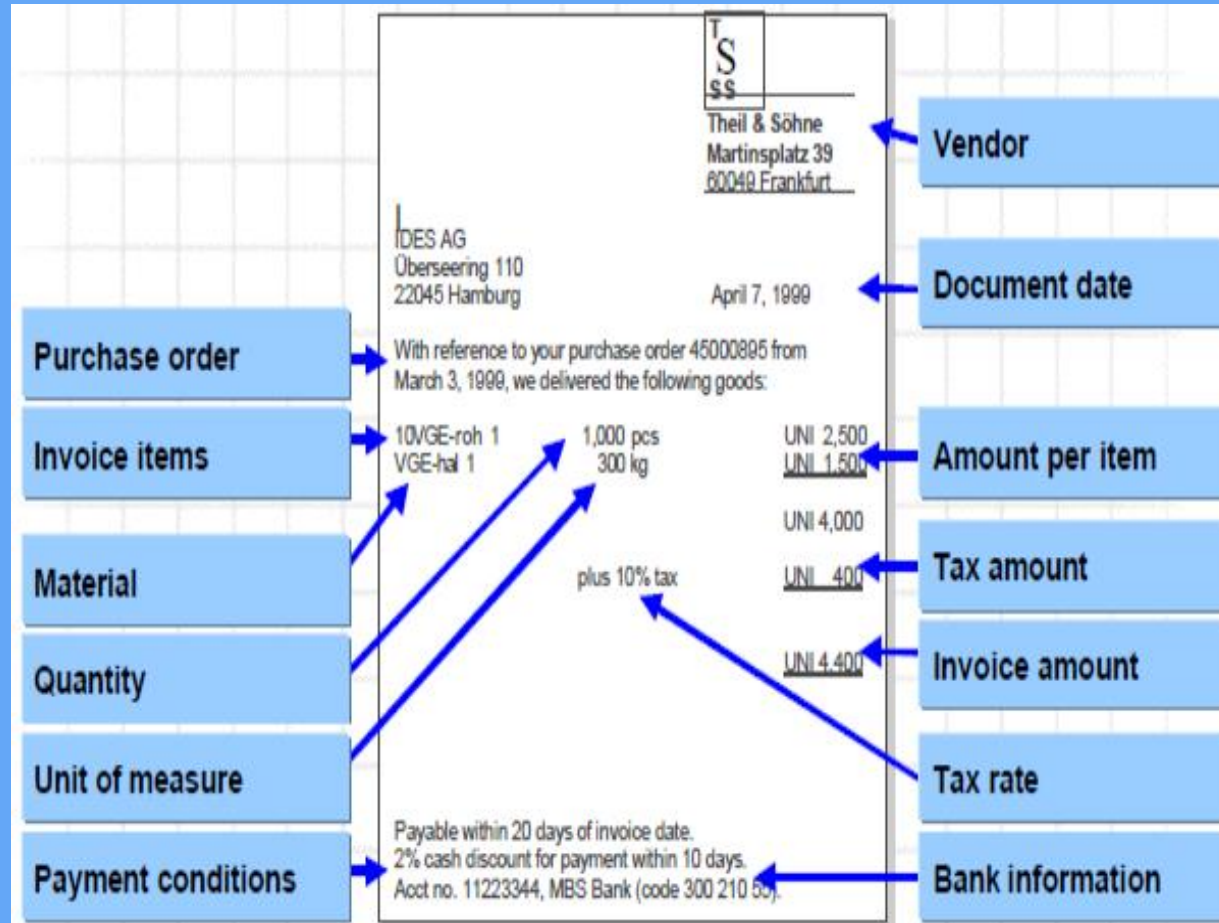 T
S
SS
Theil & Söhne
Martinsplatz 39
60049 Frankfurt
Vendor
IDES AG
Überseering 110
22045 Hamburg
April 7, 1999
Document date
Purchase order
With reference to your purchase order 45000895 from
March 3, 1999, we delivered the following goods:
Invoice items
10VGE-roh 1 1,000 pcs UNI 2,500
VGE-hal 1 300 kg UNI 1,500
Amount per item
UNI 4,000
Material
plus 10% tax UNI 400
Tax amount
Quantity
UNI 4,400
Invoice amount
Unit of measure
Tax rate
Payable within 20 days of invoice date.
2% cash discount for payment within 10 days.
Acct no. 11223344, MBS Bank (code 300 210 55).
Payment conditions
Bank information